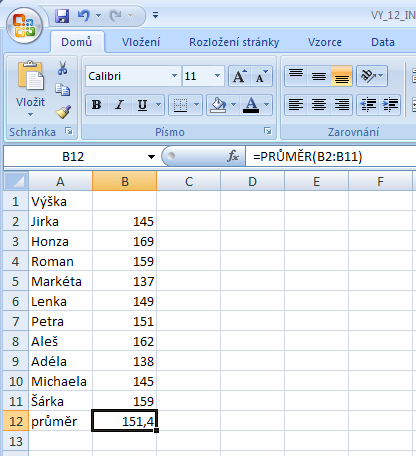 VY_12_IN
Domů Vložení Rozložení stránky Vzorce Data
Vložit
Calibri 11 A A
B I U A
Schránka Písmo Zarovnání
B12 fx =PRŮMĚR(B2:B11)
A B C D E F
1 Výška
2 Jirka 145
3 Honza 169
4 Roman 159
5 Markéta 137
6 Lenka 149
7 Petra 151
8 Aleš 162
9 Adéla 138
10 Michaela 145
11 Šárka 159
12 průměr 151,4
13